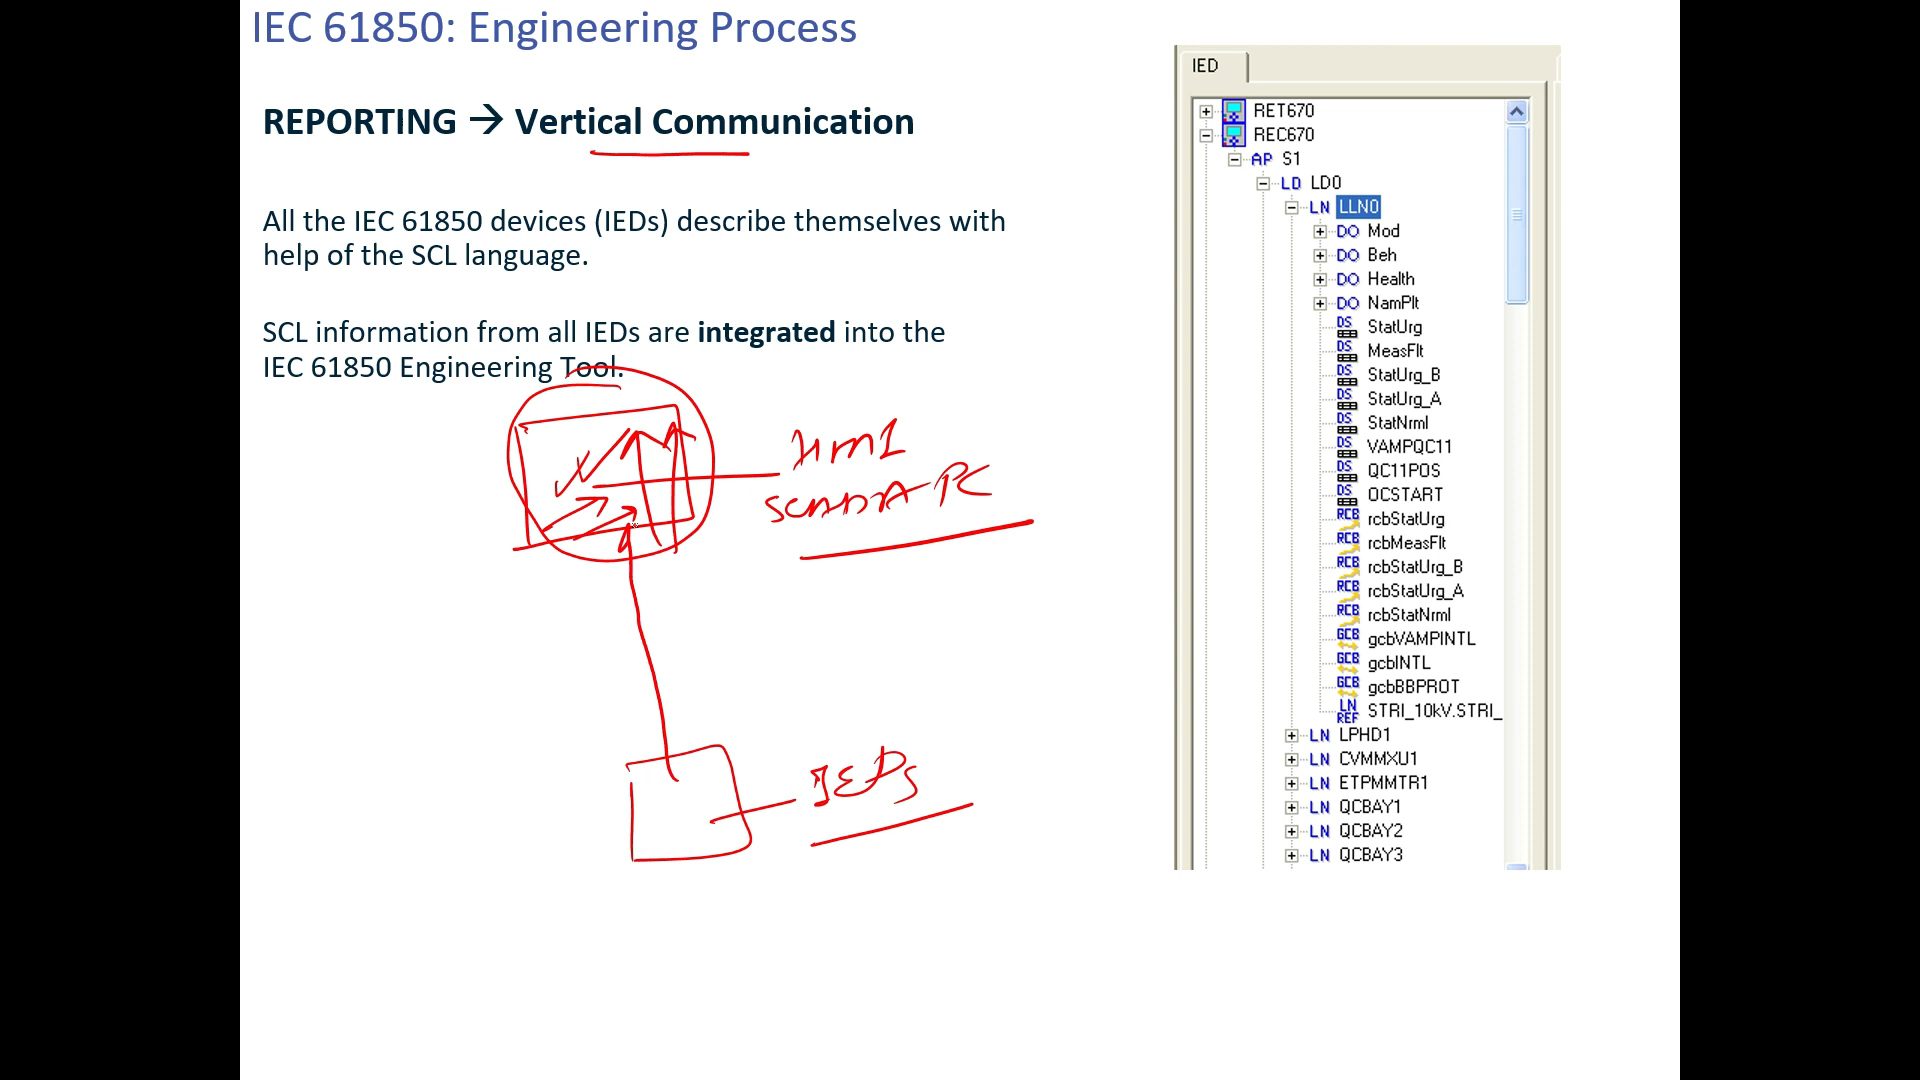 IEC 61850: Engineering Process
REPORTING → Vertical Communication
All the IEC 61850 devices (IEDs) describe themselves with
help of the SCL language.
SCL information from all IEDs are integrated into the
IEC 61850 Engineering Tool.
HMI
SCADA PC
IEDs
IED
RET670
REC670
AP S1
LD LD0
LN LLN0
DO Mod
DO Beh
DO Health
DO NamPlt
DS StatUrg
DS MeasFlt
DS StatUrg_B
DS StatUrg_A
DS StatNrml
DS VAMPQC11
DS QC11POS
DS OCSTART
RCB rcbStatUrg
RCB rcbMeasFlt
RCB rcbStatUrg_B
RCB rcbStatUrg_A
RCB rcbStatNrml
GCB gcbVAMPINTL
GCB gcbINTL
GCB gcbBBPROT
LN REF STRI_10kV.STRI_
LN LPHD1
LN CVMMXU1
LN ETPMMTR1
LN QCBAY1
LN QCBAY2
LN QCBAY3